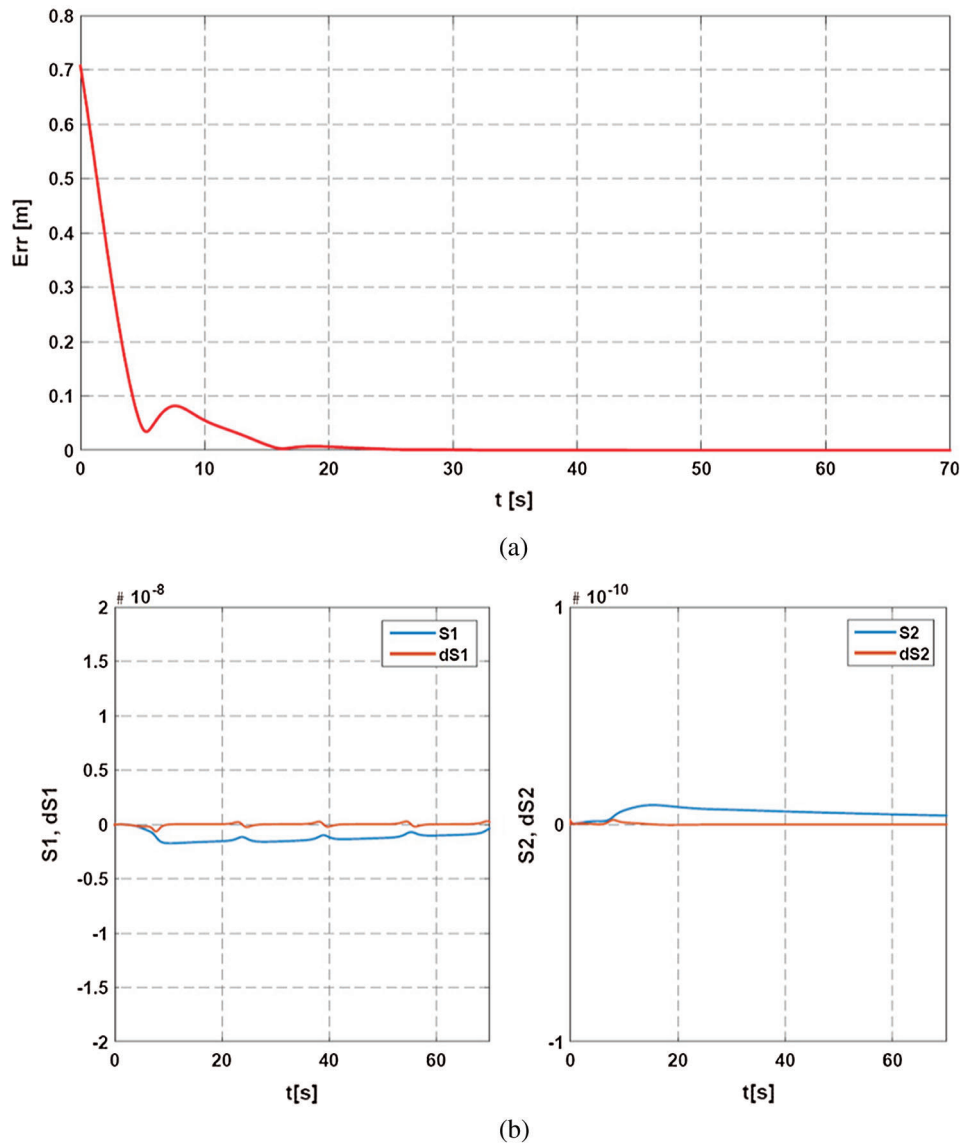 0.8
0.7
0.6
0.5
0.4
0.3
0.2
0.1
0
Err [m]
0 10 20 30 40 50 60 70
t [s]
(a)
# 10-8
2
1.5
1
0.5
0
-0.5
-1
-1.5
-2
S1, dS1
S1
dS1
0 20 40 60
t[s]
# 10-10
1
0
-1
S2, dS2
S2
dS2
0 20 40 60
t[s]
(b)